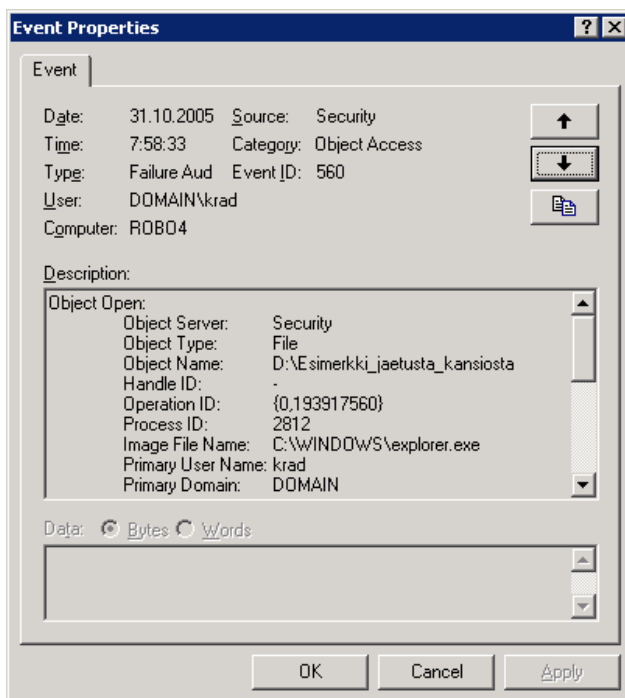 Event Properties
Event
Date: 31.10.2005 Source: Security
Time: 7:58:33 Category: Object Access
Type: Failure Aud Event ID: 560
User: DOMAIN\krad
Computer: ROBO4
Description:
Object Open:
Object Server: Security
Object Type: File
Object Name: D:\Esimerkki_jaetusta_kansiosta
Handle ID: -
Operation ID: {0,193917560}
Process ID: 2812
Image File Name: C:\WINDOWS\explorer.exe
Primary User Name: krad
Primary Domain: DOMAIN
Data: Bytes Words
OK Cancel Apply